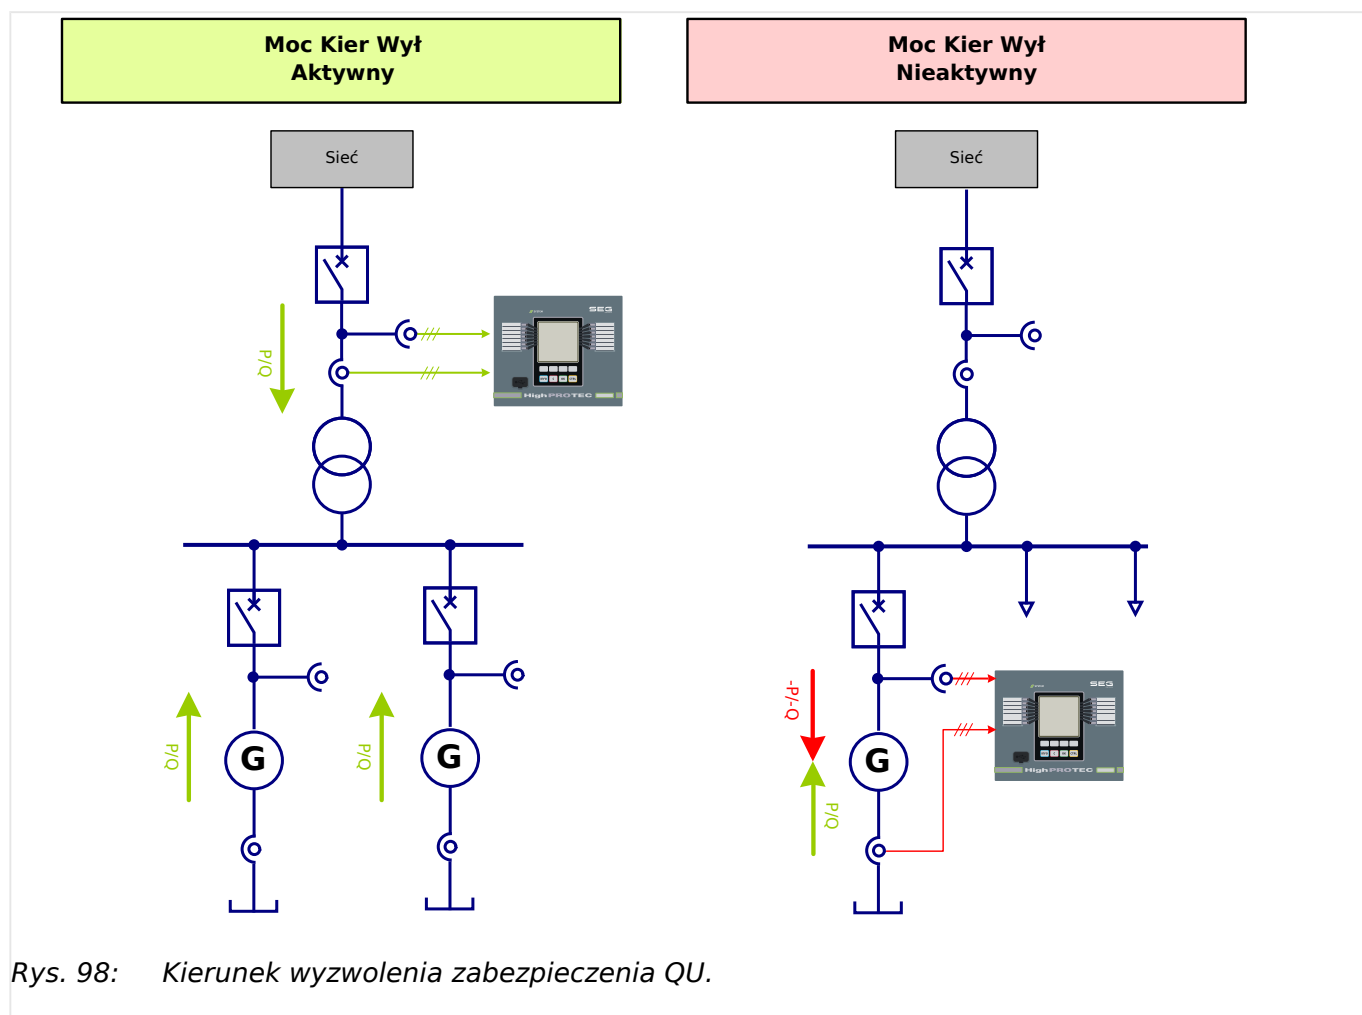 Moc Kier Wył
Aktywny
Moc Kier Wył
Nieaktywny
Sieć
Sieć
P/Q
SEG
HighPROTEC
P/Q
G
P/Q
G
-P/-Q
P/Q
G
SEG
HighPROTEC
Rys. 98: Kierunek wyzwolenia zabezpieczenia QU.